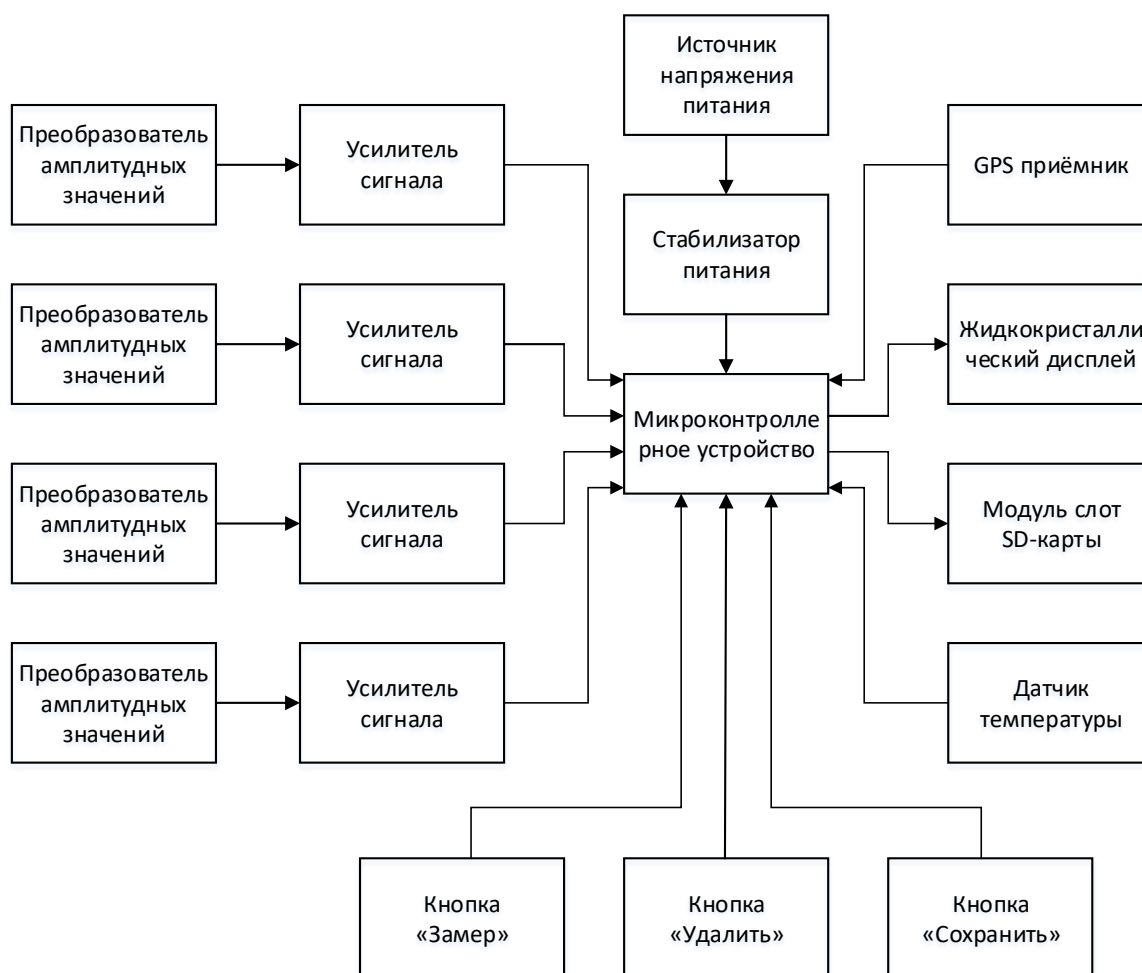 Источник
напряжения
питания
Преобразователь
амплитудных
значений
Усилитель
сигнала
GPS приёмник
Стабилизатор
питания
Преобразователь
амплитудных
значений
Усилитель
сигнала
Жидкокристалли
ческий дисплей
Микроконтролле
рное устройство
Преобразователь
амплитудных
значений
Усилитель
сигнала
Модуль слот
SD-карты
Преобразователь
амплитудных
значений
Усилитель
сигнала
Датчик
температуры
Кнопка
«Замер»
Кнопка
«Удалить»
Кнопка
«Сохранить»